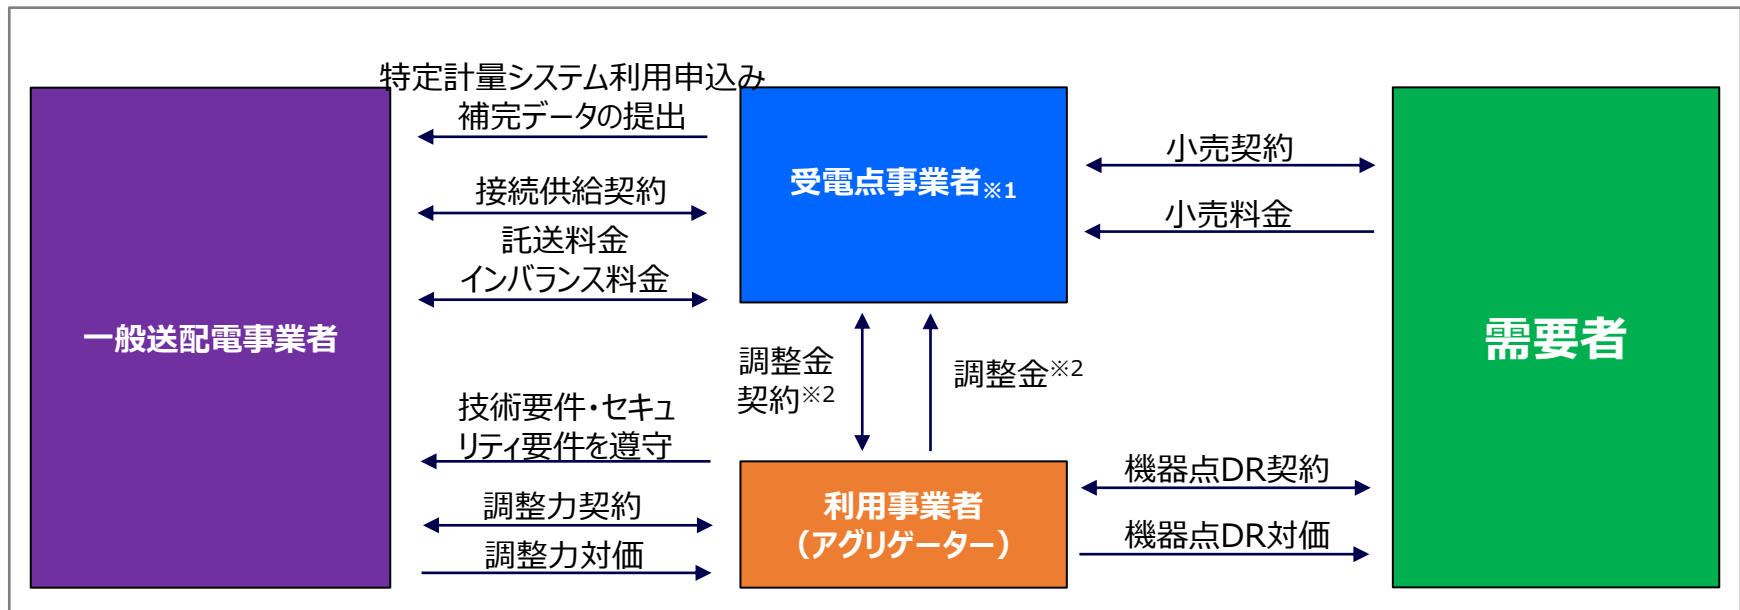 特定計量システム利用申込み
補完データの提出
接続供給契約
託送料金
インバランス料金
一般送配電事業者
技術要件・セキュ
リティ要件を遵守
調整力契約
調整力対価
受電点事業者※1
調整金
契約※2
調整金※2
利用事業者
（アグリゲーター）
小売契約
小売料金
機器点DR契約
機器点DR対価
需要者